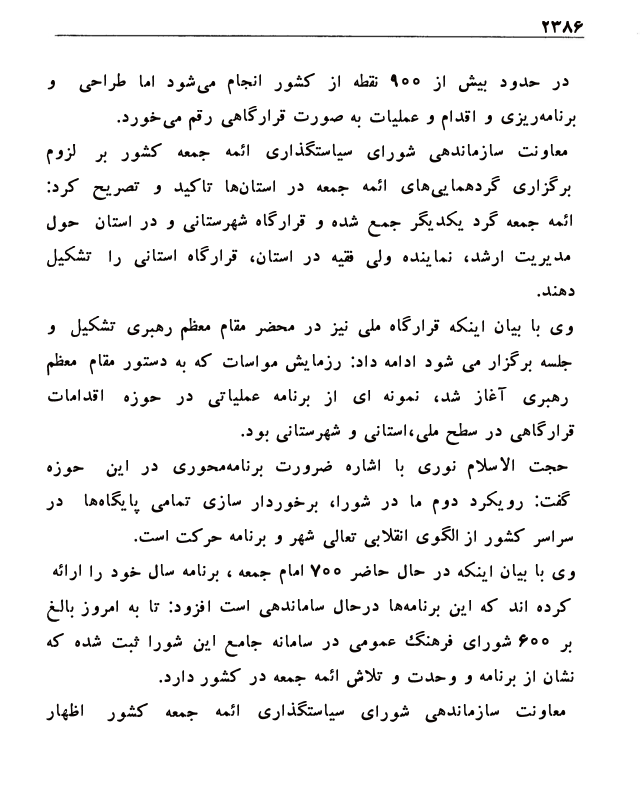 ۲۳۸۶
در حدود بیش از ۹۰۰ نقطه از کشور انجام می‌شود اما طراحی و
برنامه‌ریزی و اقدام و عملیات به صورت قرارگاهی رقم می‌خورد.
معاونت سازماندهی شورای سیاستگذاری ائمه جمعه کشور بر لزوم
برگزاری گردهمایی‌های ائمه جمعه در استان‌ها تاکید و تصریح کرد:
ائمه جمعه گرد یکدیگر جمع شده و قرارگاه شهرستانی و در استان حول
مدیریت ارشد، نماینده ولی فقیه در استان، قرارگاه استانی را تشکیل
دهند.
وی با بیان اینکه قرارگاه ملی نیز در محضر مقام معظم رهبری تشکیل و
جلسه برگزار می شود ادامه داد: رزمایش مواسات که به دستور مقام معظم
رهبری آغاز شد، نمونه ای از برنامه عملیاتی در حوزه اقدامات
قرارگاهی در سطح ملی،استانی و شهرستانی بود.
حجت الاسلام نوری با اشاره ضرورت برنامه‌محوری در این حوزه
گفت: رویکرد دوم ما در شورا، برخوردار سازی تمامی پایگاه‌ها در
سراسر کشور از الگوی انقلابی تعالی شهر و برنامه حرکت است.
وی با بیان اینکه در حال حاضر ۷۰۰ امام جمعه ، برنامه سال خود را ارائه
کرده اند که این برنامه‌ها درحال ساماندهی است افزود: تا به امروز بالغ
بر ۶۰۰ شورای فرهنگ عمومی در سامانه جامع این شورا ثبت شده که
نشان از برنامه و وحدت و تلاش ائمه جمعه در کشور دارد.
معاونت سازماندهی شورای سیاستگذاری ائمه جمعه کشور اظهار